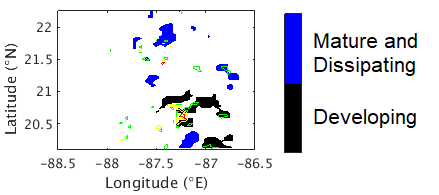 Latitude (°N)
22
21.5
21
20.5
−88.5
−88
−87.5
−87
−86.5
Longitude (°E)
Mature and
Dissipating
Developing